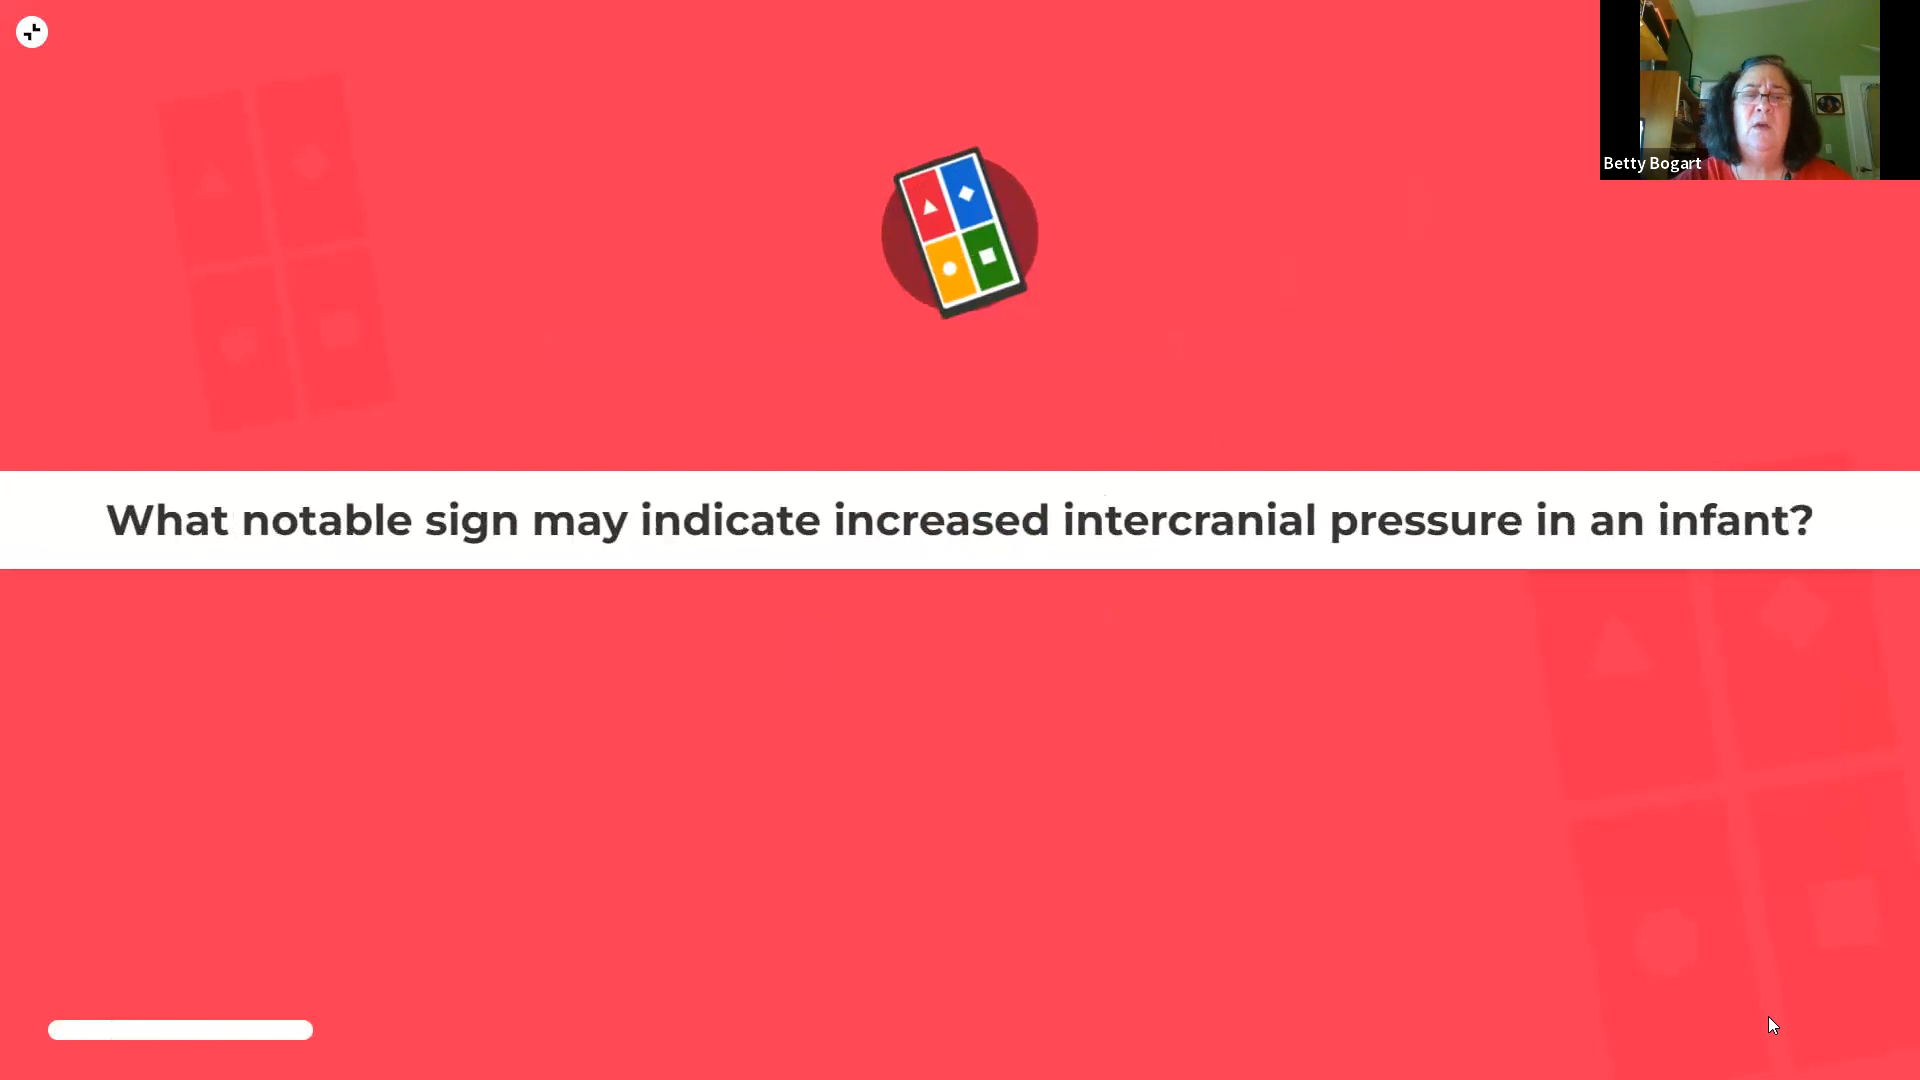 Betty Bogart
What notable sign may indicate increased intercranial pressure in an infant?